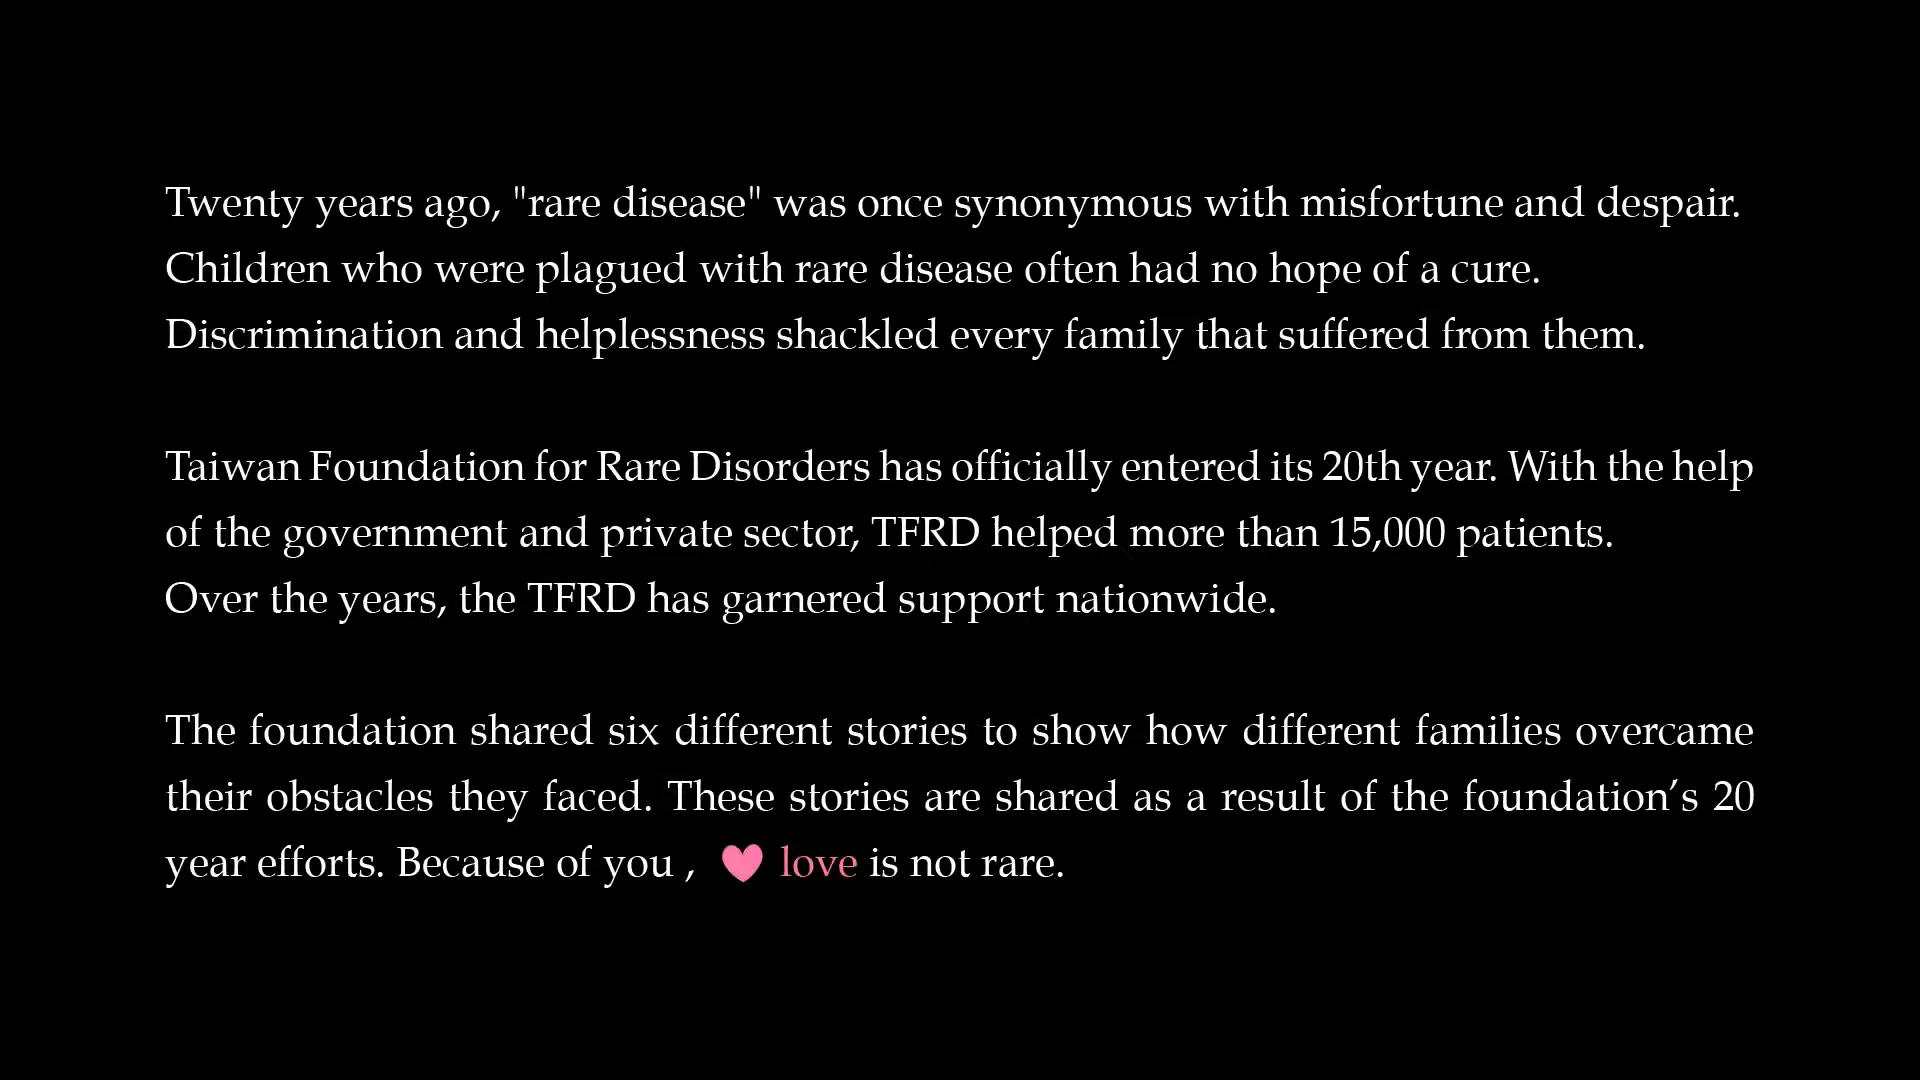 Twenty years ago, "rare disease" was once synonymous with misfortune and despair.
Children who were plagued with rare disease often had no hope of a cure.
Discrimination and helplessness shackled every family that suffered from them.
Taiwan Foundation for Rare Disorders has officially entered its 20th year. With the help
of the government and private sector, TFRD helped more than 15,000 patients.
Over the years, the TFRD has garnered support nationwide.
The foundation shared six different stories to show how different families overcame
their obstacles they faced. These stories are shared as a result of the foundation’s 20
year efforts. Because of you , love is not rare.